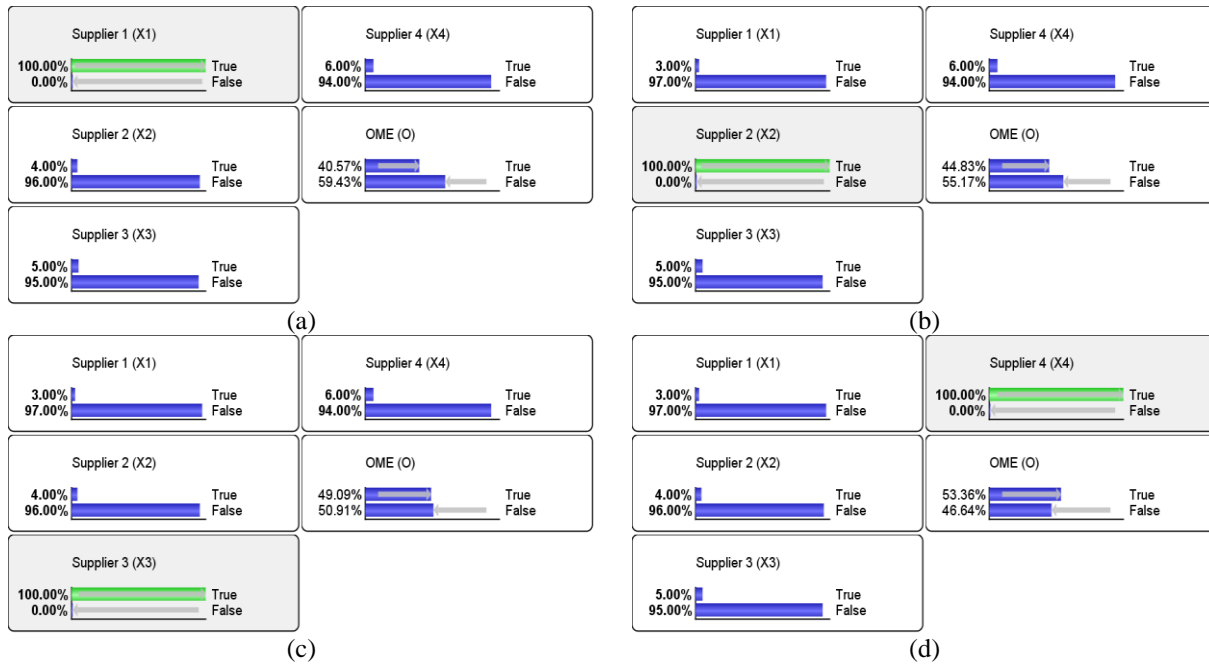 Supplier 1 (X1)
100.00% True
0.00% False
Supplier 4 (X4)
6.00% True
94.00% False
Supplier 2 (X2)
4.00% True
96.00% False
OME (O)
40.57% True
59.43% False
Supplier 3 (X3)
5.00% True
95.00% False
(a)
Supplier 1 (X1)
3.00% True
97.00% False
Supplier 4 (X4)
6.00% True
94.00% False
Supplier 2 (X2)
100.00% True
0.00% False
OME (O)
44.83% True
55.17% False
Supplier 3 (X3)
5.00% True
95.00% False
(b)
Supplier 1 (X1)
3.00% True
97.00% False
Supplier 4 (X4)
6.00% True
94.00% False
Supplier 2 (X2)
4.00% True
96.00% False
OME (O)
49.09% True
50.91% False
Supplier 3 (X3)
100.00% True
0.00% False
(c)
Supplier 1 (X1)
3.00% True
97.00% False
Supplier 4 (X4)
100.00% True
0.00% False
Supplier 2 (X2)
4.00% True
96.00% False
OME (O)
53.36% True
46.64% False
Supplier 3 (X3)
5.00% True
95.00% False
(d)